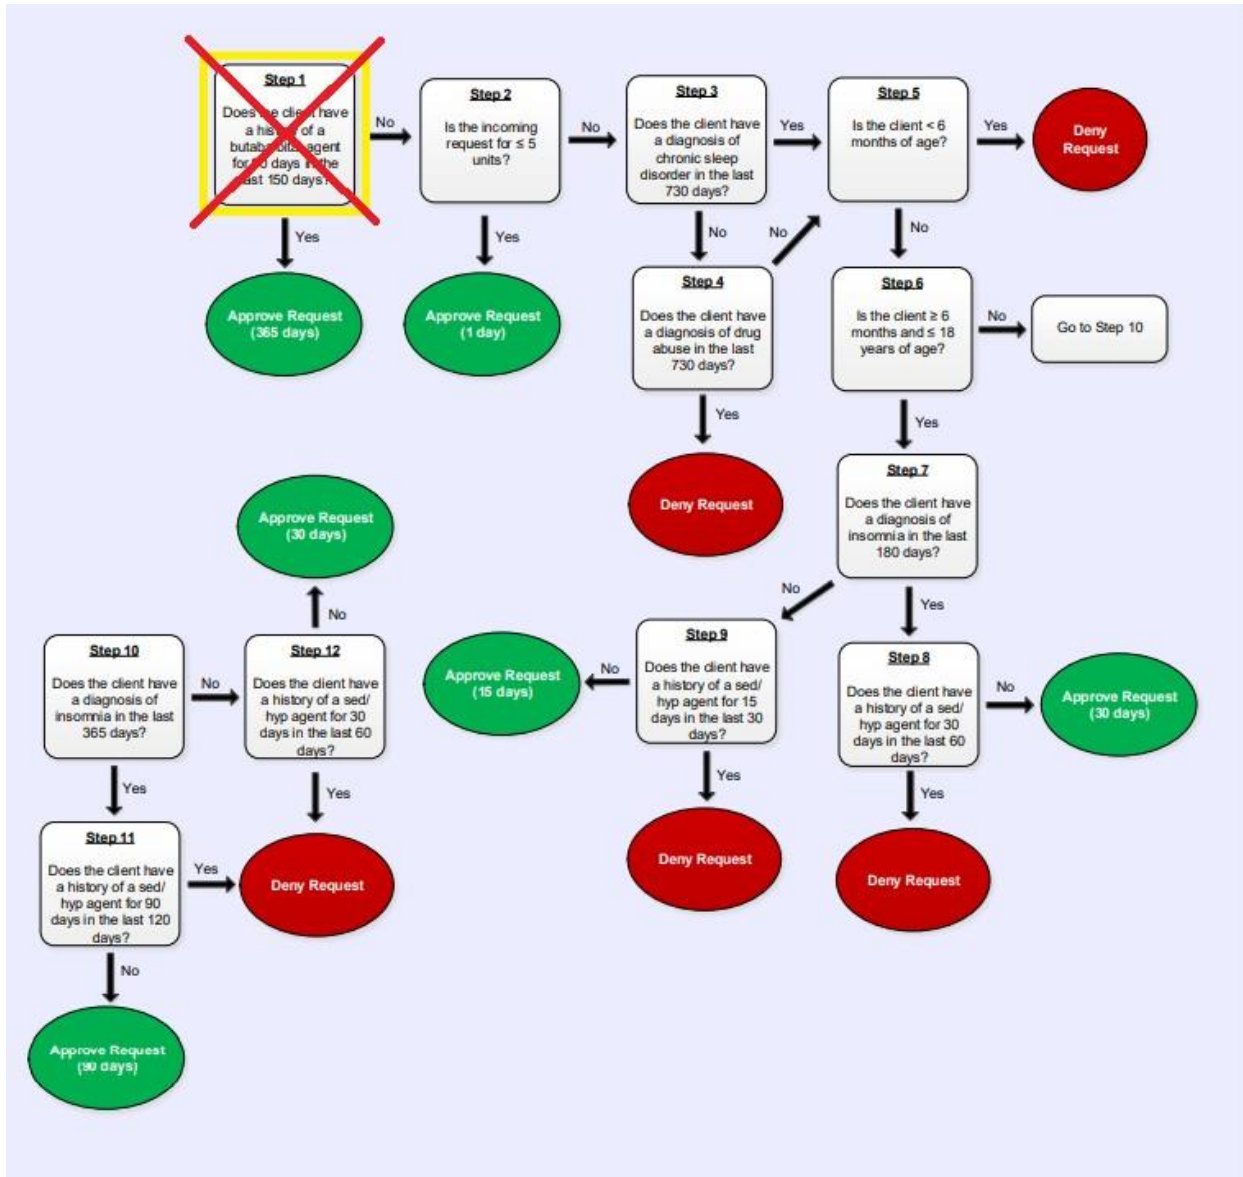 Step 1
Does the client have
a history of a
agent
for  days in the
last 150 days?
No
Yes
Approve Request
(365 days)
Step 2
Is the incoming
request for ≤ 5
units?
No
Yes
Approve Request
(1 day)
Step 3
Does the client have
a diagnosis of
chronic sleep
disorder in the last
730 days?
Yes
No
Step 4
Does the client have
a diagnosis of drug
abuse in the last
730 days?
No
Yes
Deny Request
Step 5
Is the client < 6
months of age?
Yes
Deny
Request
No
Step 6
Is the client ≥ 6
months and ≤ 18
years of age?
No
Go to Step 10
Yes
Step 7
Does the client have
a diagnosis of
insomnia in the last
180 days?
No
Yes
Step 8
Does the client have
a history of a sed/
hyp agent for 30
days in the last 60
days?
No
Approve Request
(30 days)
Yes
Deny Request
Step 9
Does the client have
a history of a sed/
hyp agent for 15
days in the last 30
days?
No
Approve Request
(15 days)
Yes
Deny Request
Step 10
Does the client have
a diagnosis of
insomnia in the last
365 days?
No
Yes
Step 12
Does the client have
a history of a sed/
hyp agent for 30
days in the last 60
days?
No
Approve Request
(30 days)
Yes
Deny Request
Step 11
Does the client have
a history of a sed/
hyp agent for 90
days in the last 120
days?
Yes
No
Approve Request
(90 days)